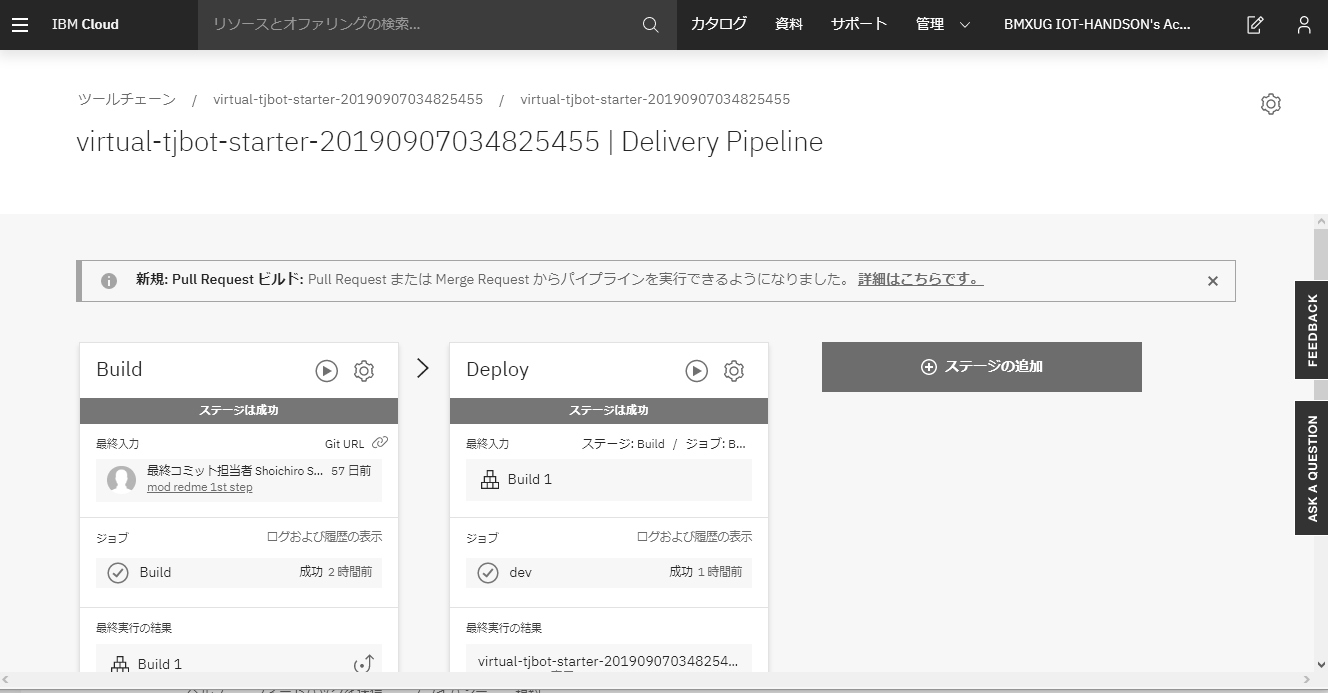 IBM Cloud
リソースとオファリングの検索...
カタログ 資料 サポート 管理 BMXUG IOT-HANDSON's Ac...
ツールチェーン / virtual-tjbot-starter-20190907034825455 / virtual-tjbot-starter-20190907034825455
virtual-tjbot-starter-20190907034825455 | Delivery Pipeline
新規: Pull Request ビルド: Pull Request または Merge Request からパイプラインを実行できるようになりました。 詳細はこちらです。
FEEDBACK
ASK A QUESTION
Build
ステージは成功
最終入力 Git URL
最終コミット担当者 Shoichiro S... 57 日前
mod redme 1st step
ジョブ ログおよび履歴の表示
Build 成功 2 時間前
最終実行の結果
Build 1
Deploy
ステージは成功
最終入力 ステージ: Build / ジョブ: B...
Build 1
ジョブ ログおよび履歴の表示
dev 成功 1 時間前
最終実行の結果
virtual-tjbot-starter-201909070348254...
ステージの追加